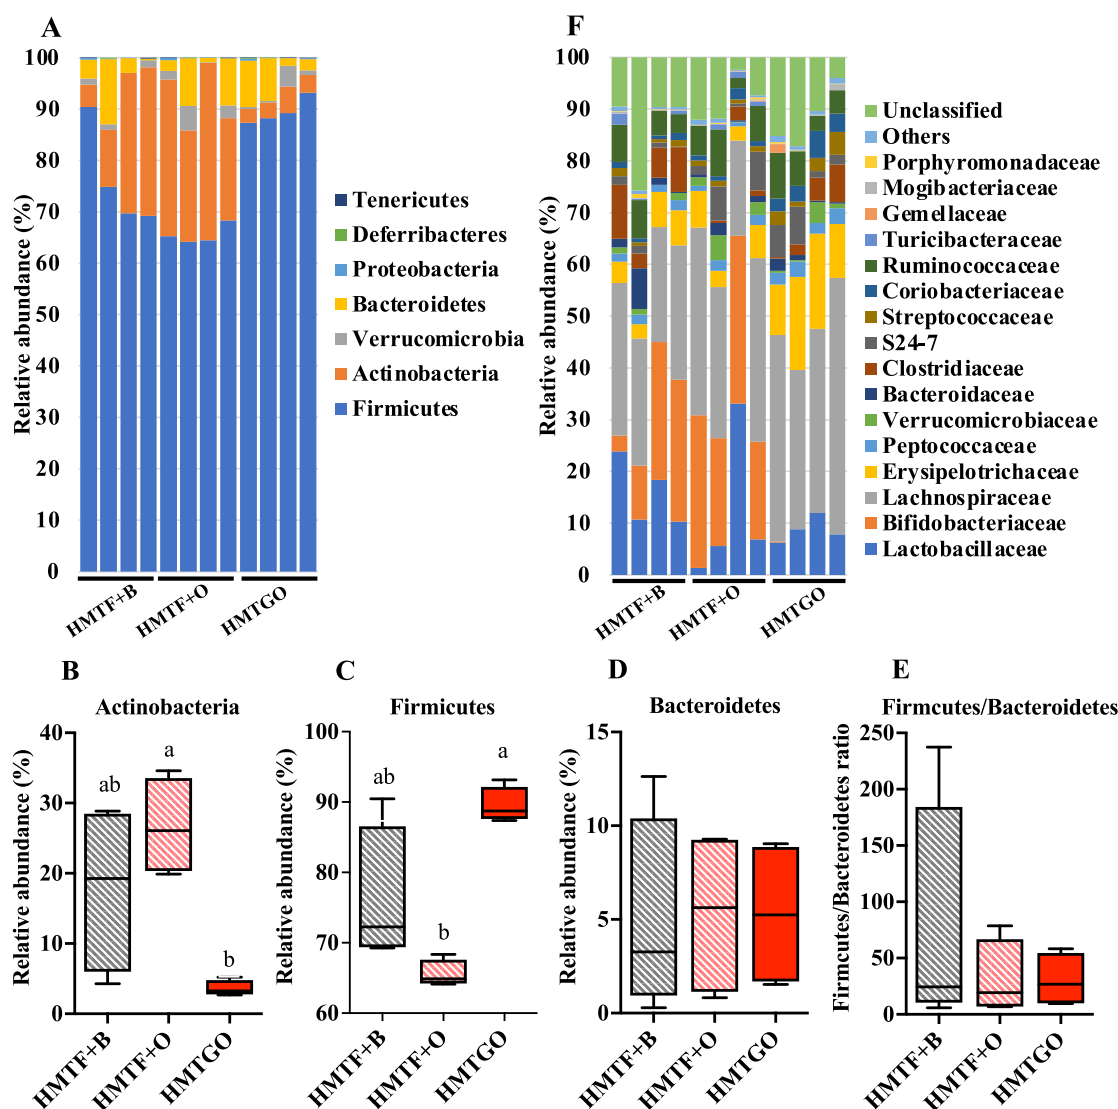 A
F
Relative abundance (%)
100
90
80
70
60
50
40
30
20
10
0
HMTF+B
HMTF+O
HMTGO
Tenericutes
Deferribacteres
Proteobacteria
Bacteroidetes
Verrucomicrobia
Actinobacteria
Firmicutes
Relative abundance (%)
100
90
80
70
60
50
40
30
20
10
0
HMTF+B
HMTF+O
HMTGO
Unclassified
Others
Porphyromonadaceae
Mogibacteriaceae
Gemellaceae
Turicibacteraceae
Ruminococcaceae
Coriobacteriaceae
Streptococcaceae
S24-7
Clostridiaceae
Bacteroidaceae
Verrucomicrobiaceae
Peptococcaceae
Erysipelotrichaceae
Lachnospiraceae
Bifidobacteriaceae
Lactobacillaceae
B
Actinobacteria
Relative abundance (%)
40
30
20
10
0
ab
a
b
HMTF+B
HMTF+O
HMTGO
C
Firmicutes
Relative abundance (%)
100
90
80
70
60
ab
b
a
HMTF+B
HMTF+O
HMTGO
D
Bacteroidetes
Relative abundance (%)
15
10
5
0
HMTF+B
HMTF+O
HMTGO
E
Firmcutes/Bacteroidetes
Firmcutes/Bacteroidetes ratio
250
200
150
100
50
0
HMTF+B
HMTF+O
HMTGO